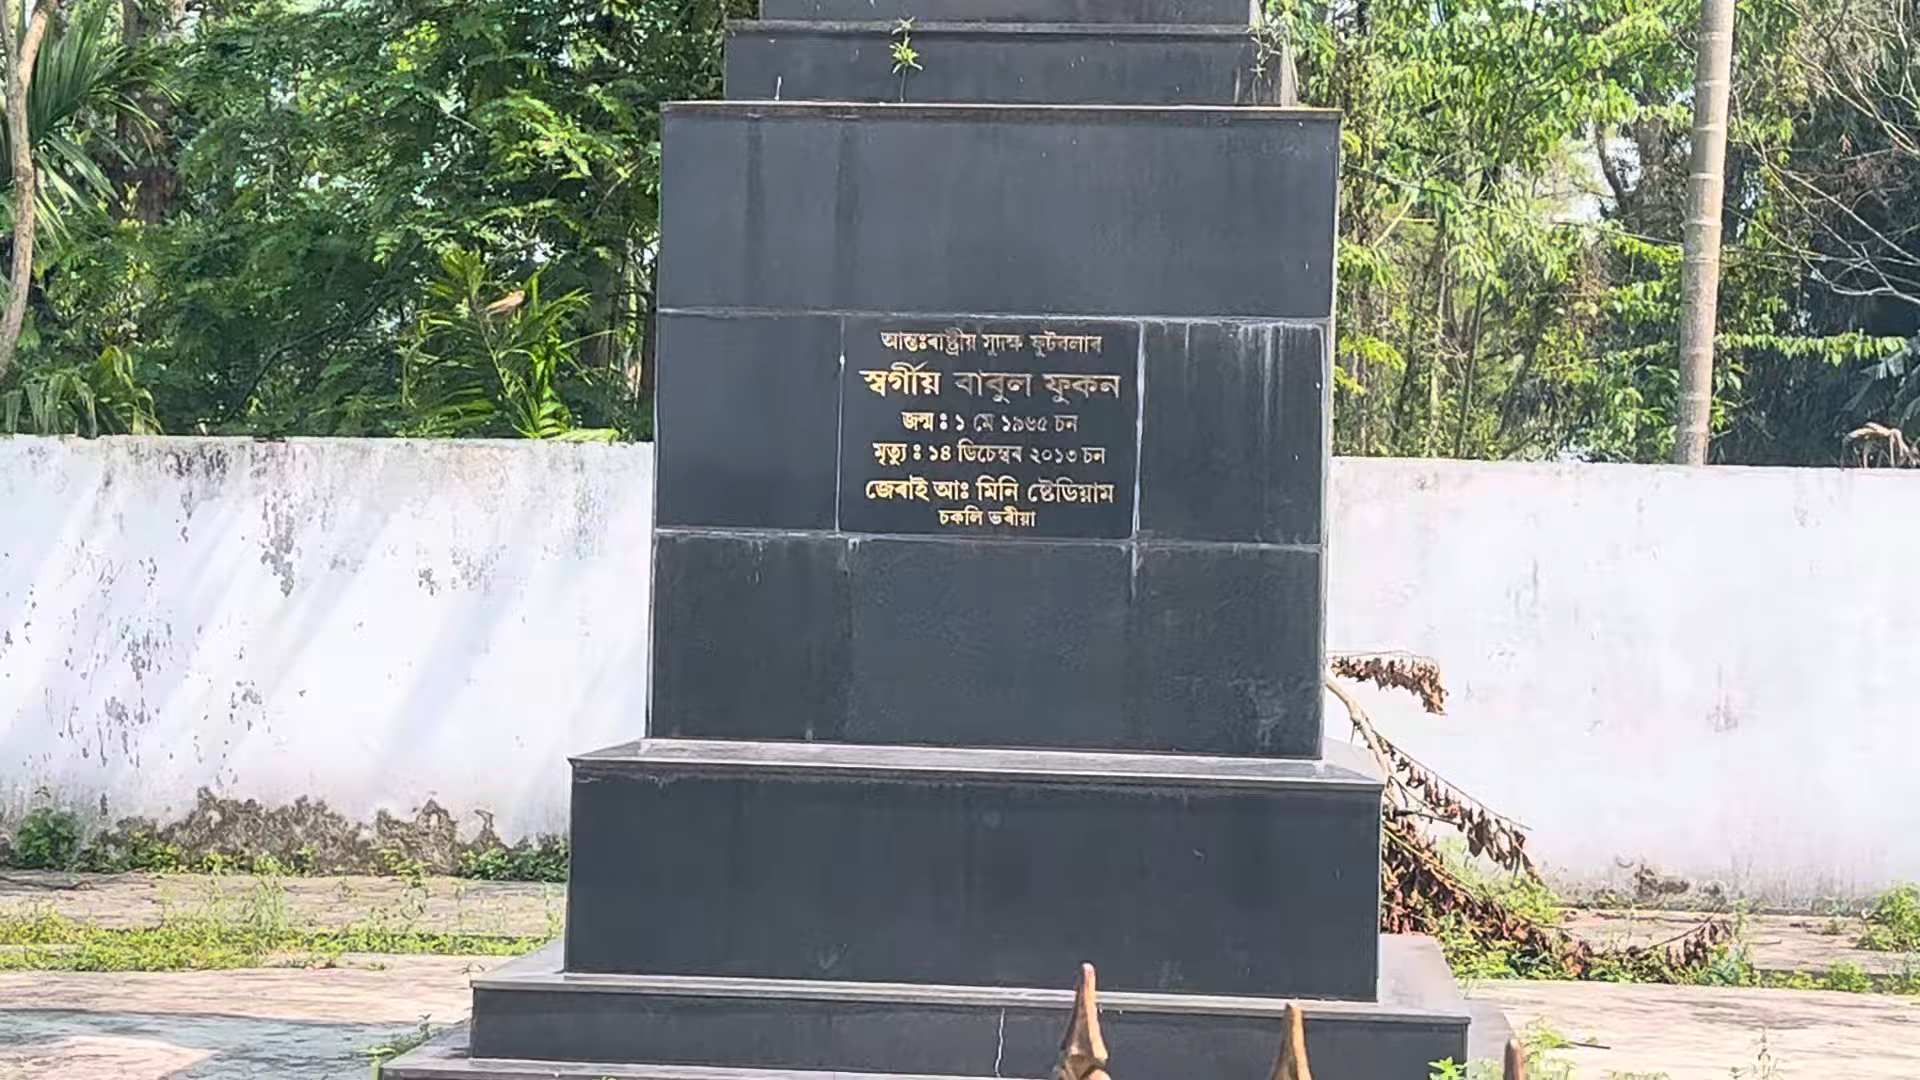 আন্তঃৰাষ্ট্ৰীয় সুদক্ষ ফুটবলাৰ
স্বৰ্গীয় বাবুল ফুকন
জন্ম : ১ মে ১৯৬৫ চন
মৃত্যু : ১৪ ডিচেম্বৰ ২০১৩ চন
জেৰাই আঃ মিনি ষ্টেডিয়াম
চকলি ভৰীয়া